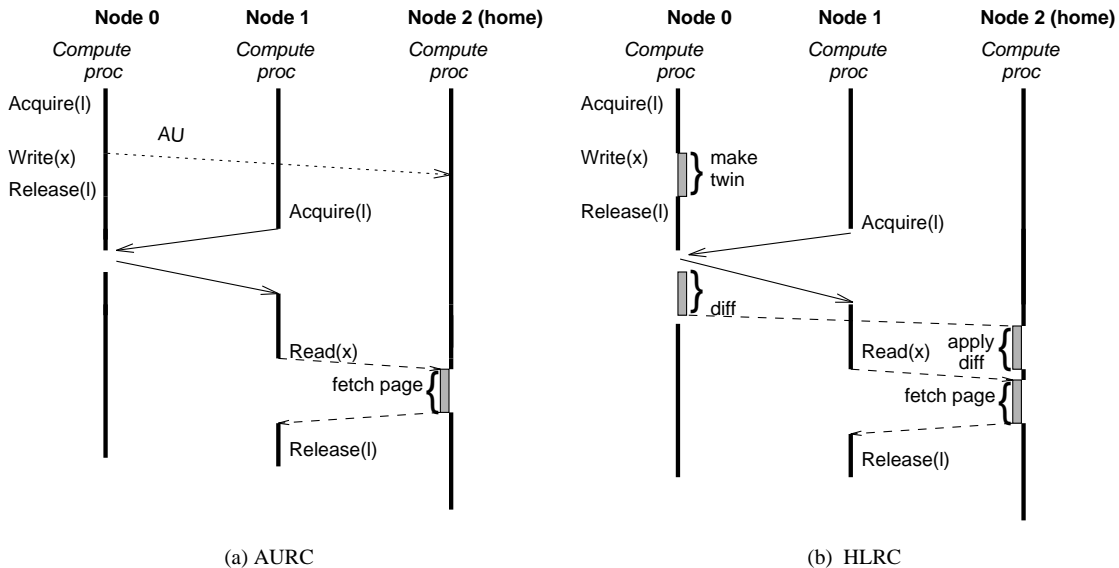 Node 0 Node 1 Node 2 (home)
Compute proc Compute proc Compute proc
Acquire(l)
AU
Write(x)
Release(l)
Acquire(l)
Read(x)
fetch page
Release(l)
(a) AURC
Node 0 Node 1 Node 2 (home)
Compute proc Compute proc Compute proc
Acquire(l)
Write(x)
make
twin
Release(l)
Acquire(l)
diff
Read(x)
apply
diff
fetch page
Release(l)
(b) HLRC